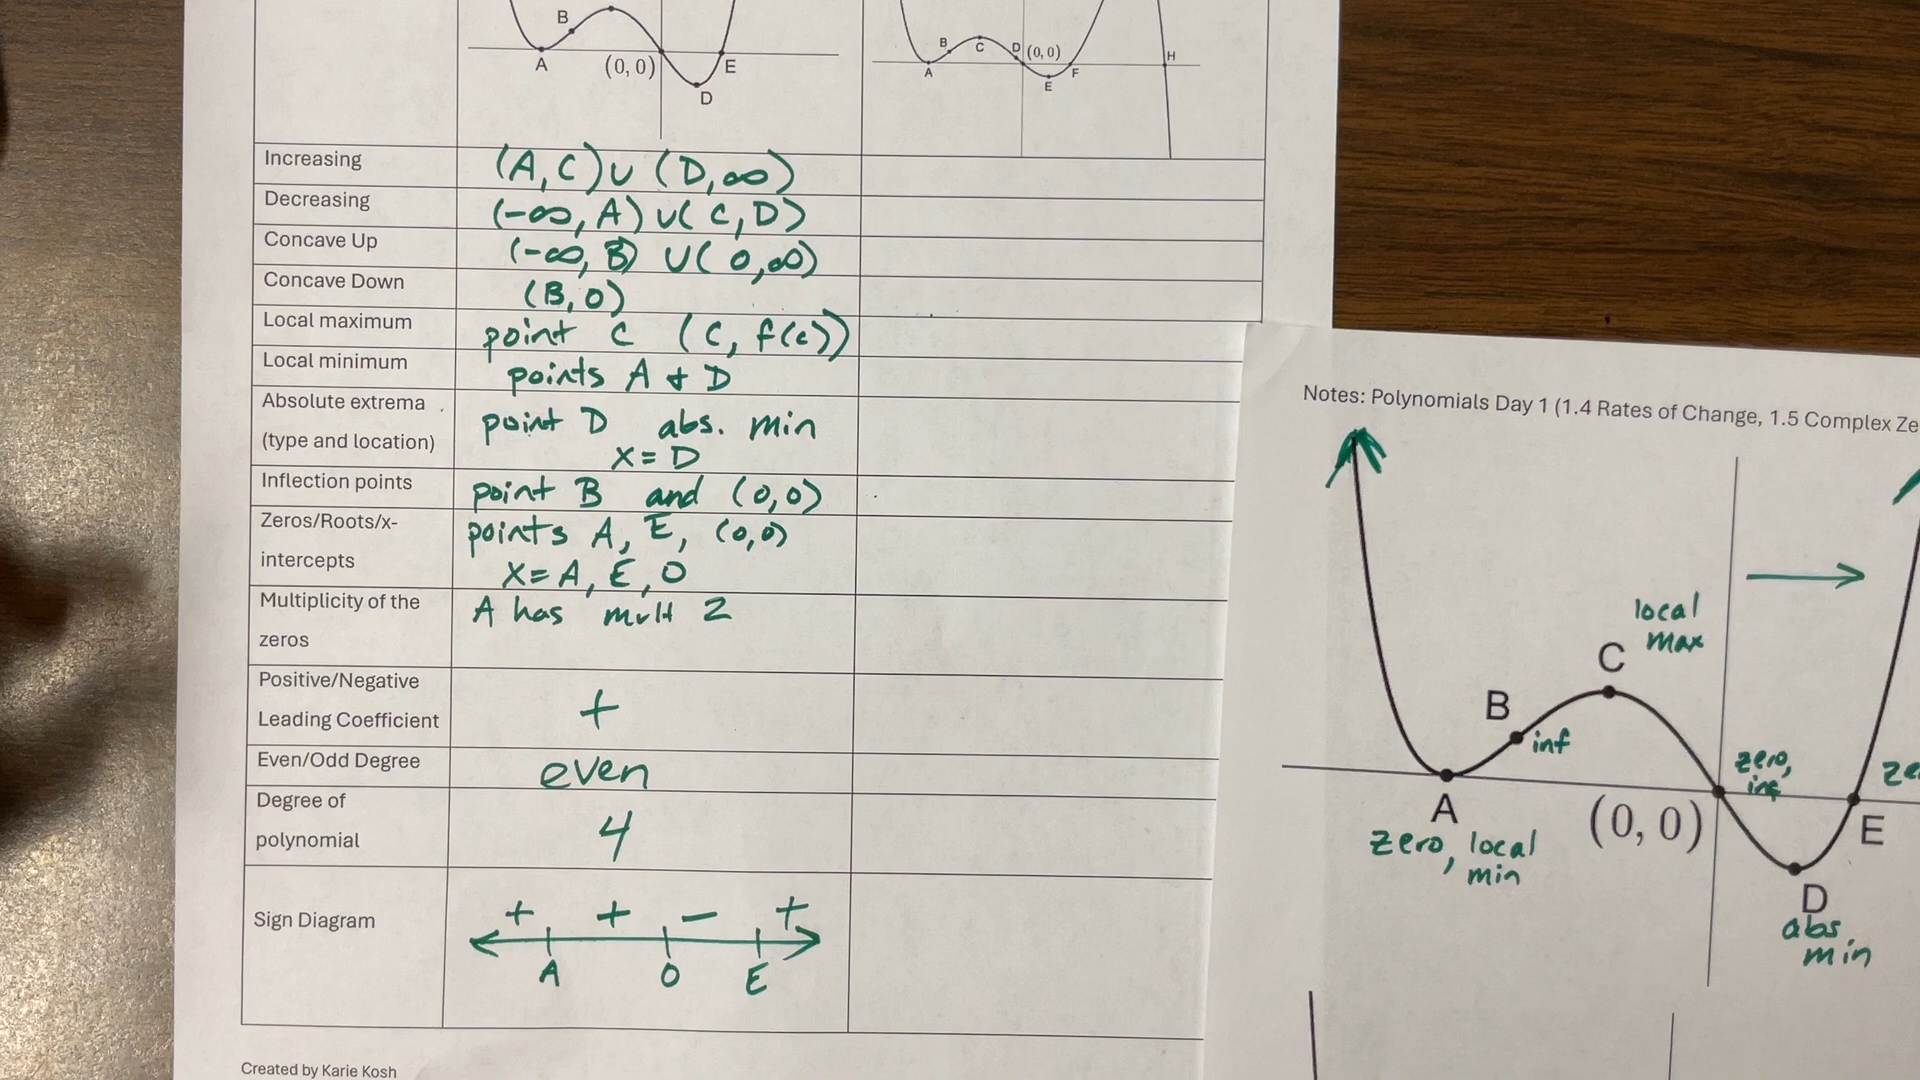 B
A
(0, 0)
E
D
B
C
D
(0, 0)
A
E
F
H
Increasing
(A, C) ∪ (D, ∞)
Decreasing
(-∞, A) ∪ (C, D)
Concave Up
(-∞, B) ∪ (0, ∞)
Concave Down
(B, 0)
Local maximum
point C (C, f(c))
Local minimum
points A + D
Absolute extrema
(type and location)
point D abs. min
x = D
Inflection points
point B and (0,0)
Zeros/Roots/x-
intercepts
points A, E, (0,0)
x = A, E, 0
Multiplicity of the
zeros
A has mult 2
Positive/Negative
Leading Coefficient
+
Even/Odd Degree
even
Degree of
polynomial
4
Sign Diagram
+ + − +
A 0 E
Created by Karie Kosh
Notes: Polynomials Day 1 (1.4 Rates of Change, 1.5 Complex Ze
local
max
C
B
inf
zero,
inf
ze
A
(0, 0)
E
zero, local
min
D
abs.
min